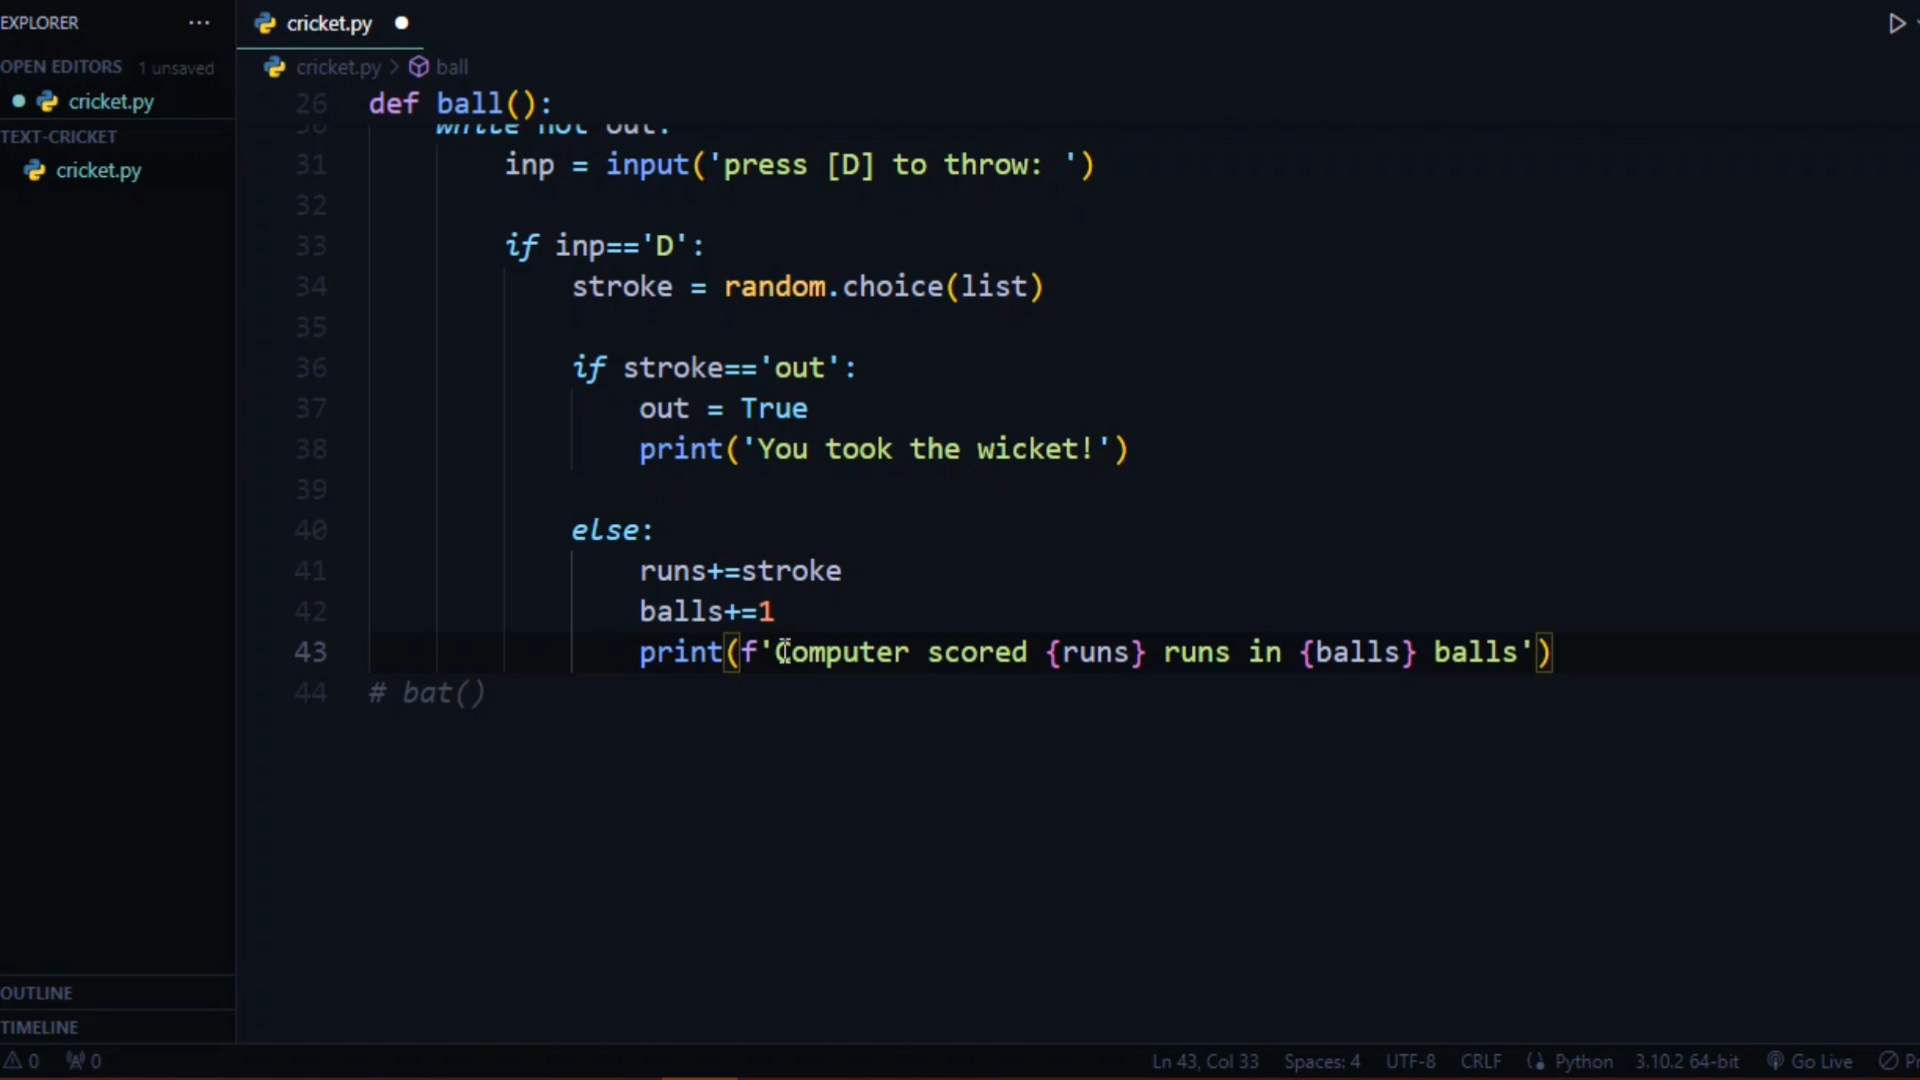 EXPLORER ···
OPEN EDITORS 1 unsaved
cricket.py
TEXT-CRICKET
cricket.py
OUTLINE
TIMELINE
cricket.py
cricket.py > ball
26 def ball():
30 while not out:
31 inp = input('press [D] to throw: ')
32
33 if inp=='D':
34 stroke = random.choice(list)
35
36 if stroke=='out':
37 out = True
38 print('You took the wicket!')
39
40 else:
41 runs+=stroke
42 balls+=1
43 print(f'Computer scored {runs} runs in {balls} balls')
44 # bat()
0 0 Ln 43, Col 33 Spaces: 4 UTF-8 CRLF Python 3.10.2 64-bit Go Live